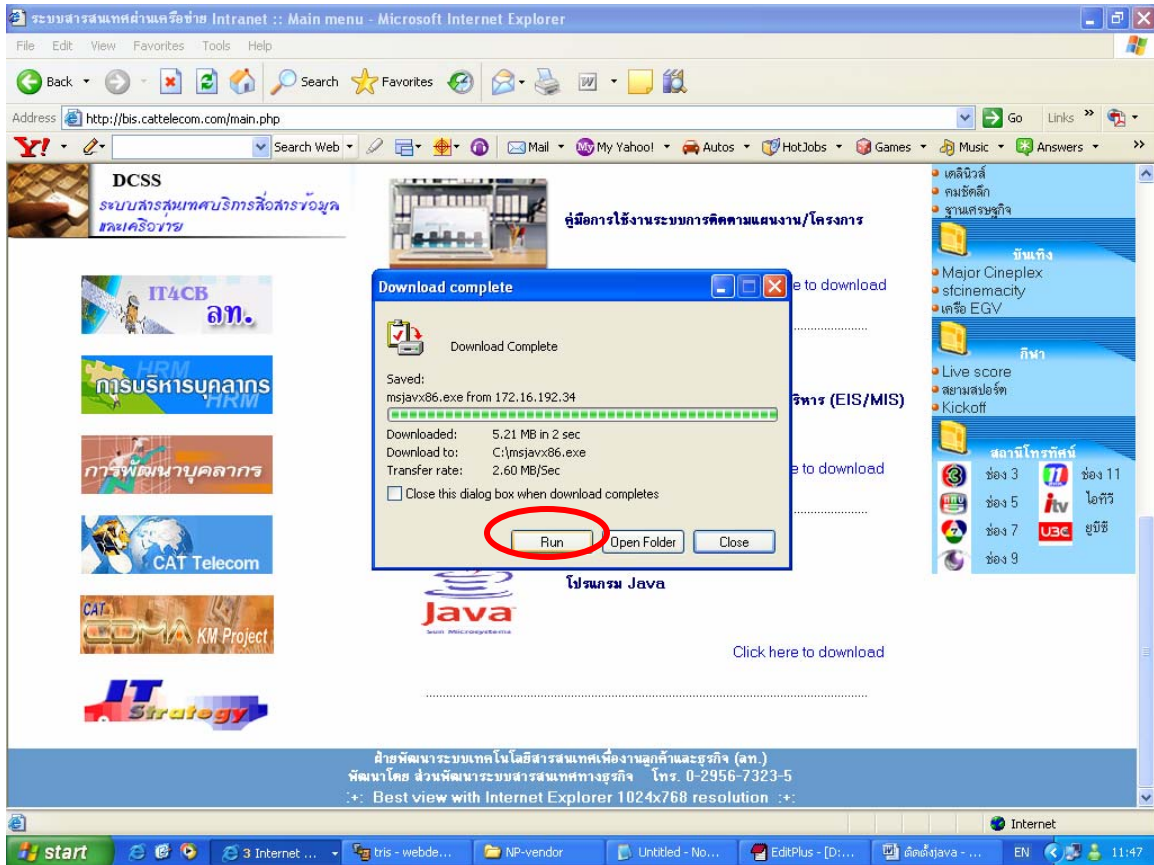 ระบบสารสนเทศผ่านเครือข่าย Intranet :: Main menu - Microsoft Internet Explorer
File Edit View Favorites Tools Help
Back Search Favorites
Address http://bis.cattelecom.com/main.php Go Links »
Y! Search Web Mail My Yahoo! Autos HotJobs Games Music Answers »
DCSS
ระบบสารสนเทศบริการสื่อสารข้อมูล
และเครือข่าย
IT4CB
ลท.
HRM
การบริหารบุคลากร
HRM
การพัฒนาบุคลากร
CAT Telecom
CAT
CDMA KM Project
IT
Strategy
คู่มือการใช้งานระบบการติดตามแผนงาน/โครงการ
e to download
ริหาร (EIS/MIS)
e to download
Java
Sun Microsystems
โปรแกรม Java
Click here to download
Download complete
Download Complete
Saved:
msjavx86.exe from 172.16.192.34
Downloaded: 5.21 MB in 2 sec
Download to: C:\msjavx86.exe
Transfer rate: 2.60 MB/Sec
Close this dialog box when download completes
Run Open Folder Close
เดลินิวส์
คมชัดลึก
ฐานเศรษฐกิจ
บันเทิง
Major Cineplex
sfcinemacity
เครือ EGV
กีฬา
Live score
สยามสปอร์ต
Kickoff
สถานีโทรทัศน์
ช่อง 3 11 ช่อง 11
ช่อง 5 itv ไอทีวี
ช่อง 7 UBC ยูบีซี
ช่อง 9
ฝ่ายพัฒนาระบบเทคโนโลยีสารสนเทศเพื่องานลูกค้าและธุรกิจ (ลท.)
พัฒนาโดย ส่วนพัฒนาระบบสารสนเทศทางธุรกิจ โทร. 0-2956-7323-5
:+: Best view with Internet Explorer 1024x768 resolution :+:
Internet
start 3 Internet ... tris - webde... NP-vendor Untitled - No... EditPlus - [D:... ติดตั้งjava - ... EN 11:47